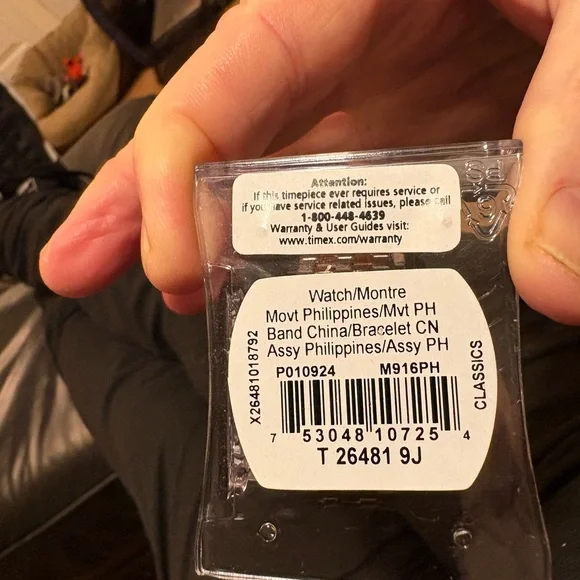 Attention:
If this timepiece ever requires service or
if you have service related issues, please call
1-800-448-4639
Warranty & User Guides visit:
www.timex.com/warranty
Watch/Montre
Movt Philippines/Mvt PH
Band China/Bracelet CN
Assy Philippines/Assy PH
P010924 M916PH
X26481018792
CLASSICS
7 53048 10725 4
T 26481 9J